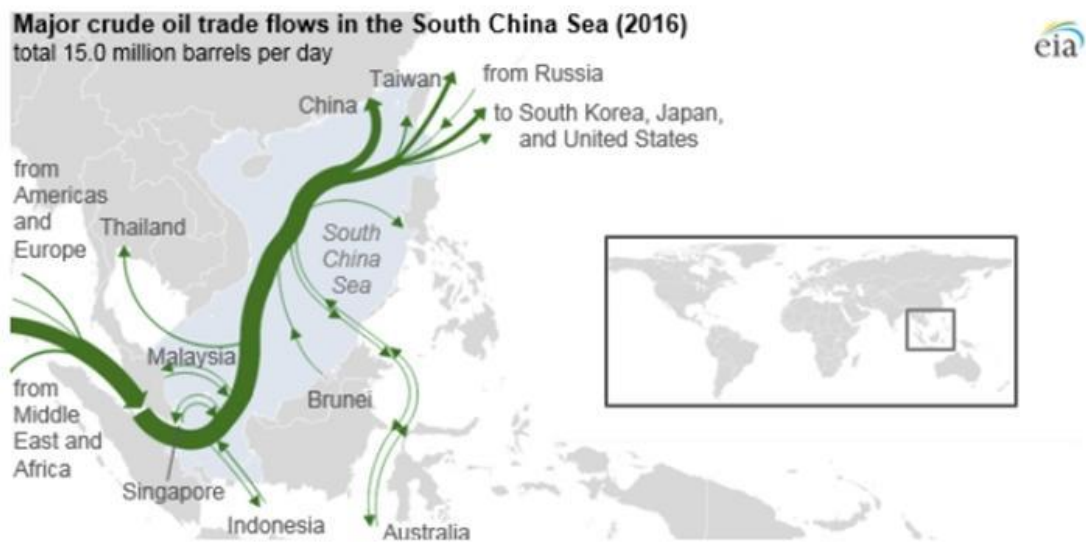 Major crude oil trade flows in the South China Sea (2016)
total 15.0 million barrels per day
eia
Taiwan
from Russia
China
to South Korea, Japan,
and United States
from
Americas
and
Europe
Thailand
South
China
Sea
Malaysia
Brunei
from
Middle
East and
Africa
Singapore
Indonesia
Australia